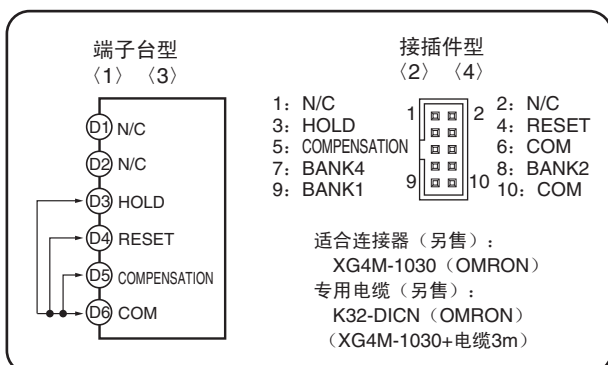 端子台型
〈1〉 〈3〉
D1 N/C
D2 N/C
D3 HOLD
D4 RESET
D5 COMPENSATION
D6 COM
接插件型
〈2〉 〈4〉
1：N/C
3：HOLD
5：COMPENSATION
7：BANK4
9：BANK1
1 2
9 10
2：N/C
4：RESET
6：COM
8：BANK2
10：COM
适合连接器（另售）：
XG4M-1030（OMRON）
专用电缆（另售）：
K32-DICN（OMRON）
（XG4M-1030+电缆3m）